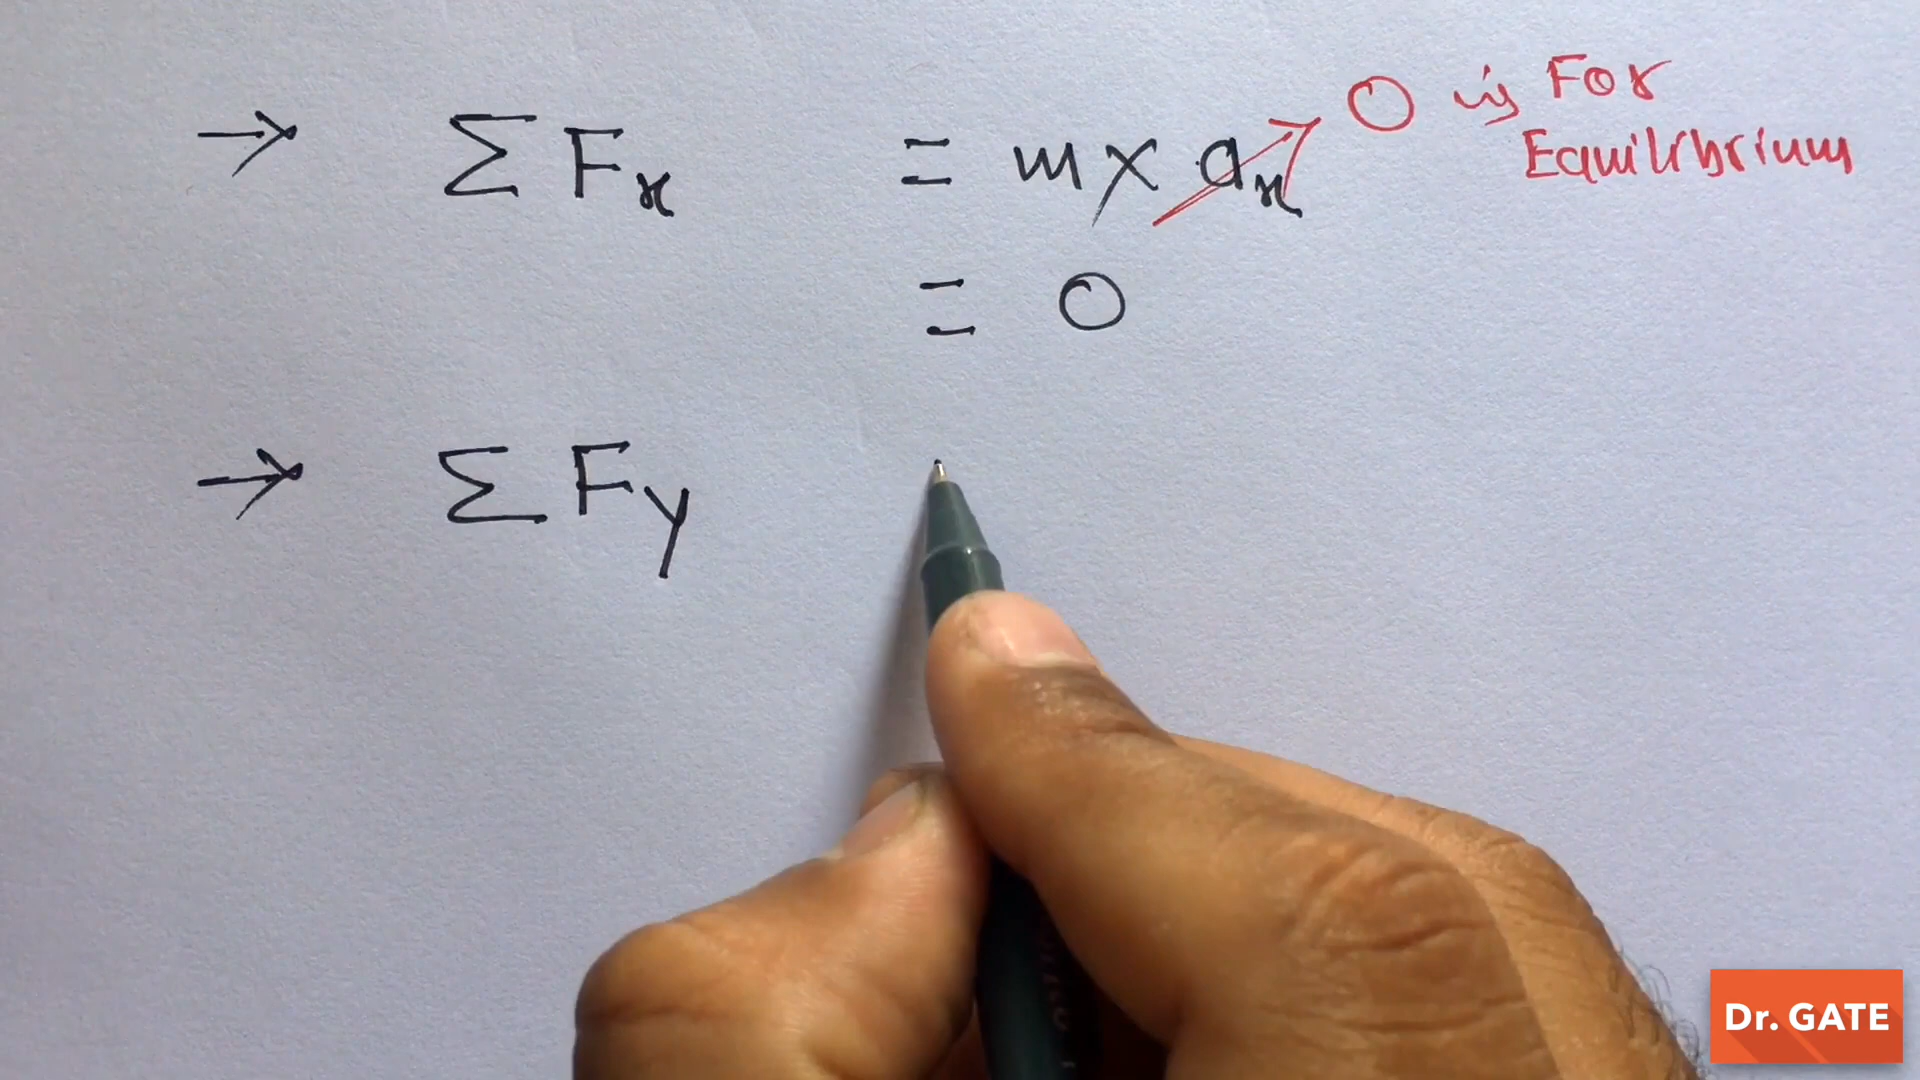 → ΣFx = m × ax 0 is For
Equilibrium
= 0
→ ΣFy
Dr. GATE